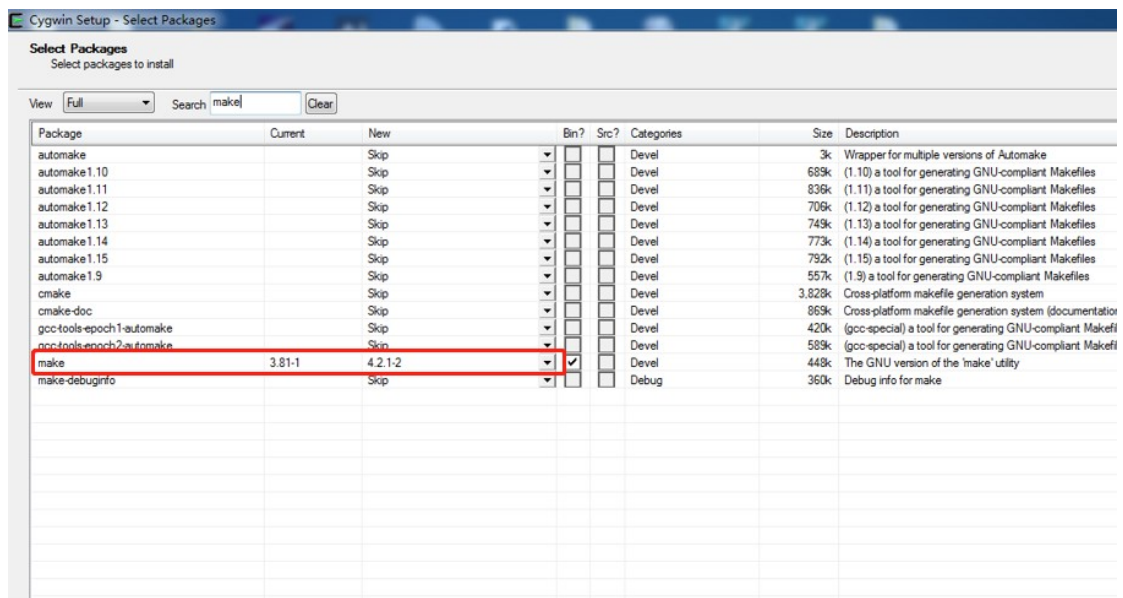 Cygwin Setup - Select Packages
Select Packages
Select packages to install
View Full Search make Clear
Package Current New Bin? Src? Categories Size Description
automake Skip Devel 3k Wrapper for multiple versions of Automake
automake1.10 Skip Devel 689k (1.10) a tool for generating GNU-compliant Makefiles
automake1.11 Skip Devel 836k (1.11) a tool for generating GNU-compliant Makefiles
automake1.12 Skip Devel 706k (1.12) a tool for generating GNU-compliant Makefiles
automake1.13 Skip Devel 749k (1.13) a tool for generating GNU-compliant Makefiles
automake1.14 Skip Devel 773k (1.14) a tool for generating GNU-compliant Makefiles
automake1.15 Skip Devel 792k (1.15) a tool for generating GNU-compliant Makefiles
automake1.9 Skip Devel 557k (1.9) a tool for generating GNU-compliant Makefiles
cmake Skip Devel 3,828k Cross-platform makefile generation system
cmake-doc Skip Devel 869k Cross-platform makefile generation system (documentation
gcc-tools-epoch1-automake Skip Devel 420k (gcc-special) a tool for generating GNU-compliant Makefi
gcc-tools-epoch2-automake Skip Devel 589k (gcc-special) a tool for generating GNU-compliant Makefi
make 3.81-1 4.2.1-2 Devel 448k The GNU version of the 'make' utility
make-debuginfo Skip Debug 360k Debug info for make